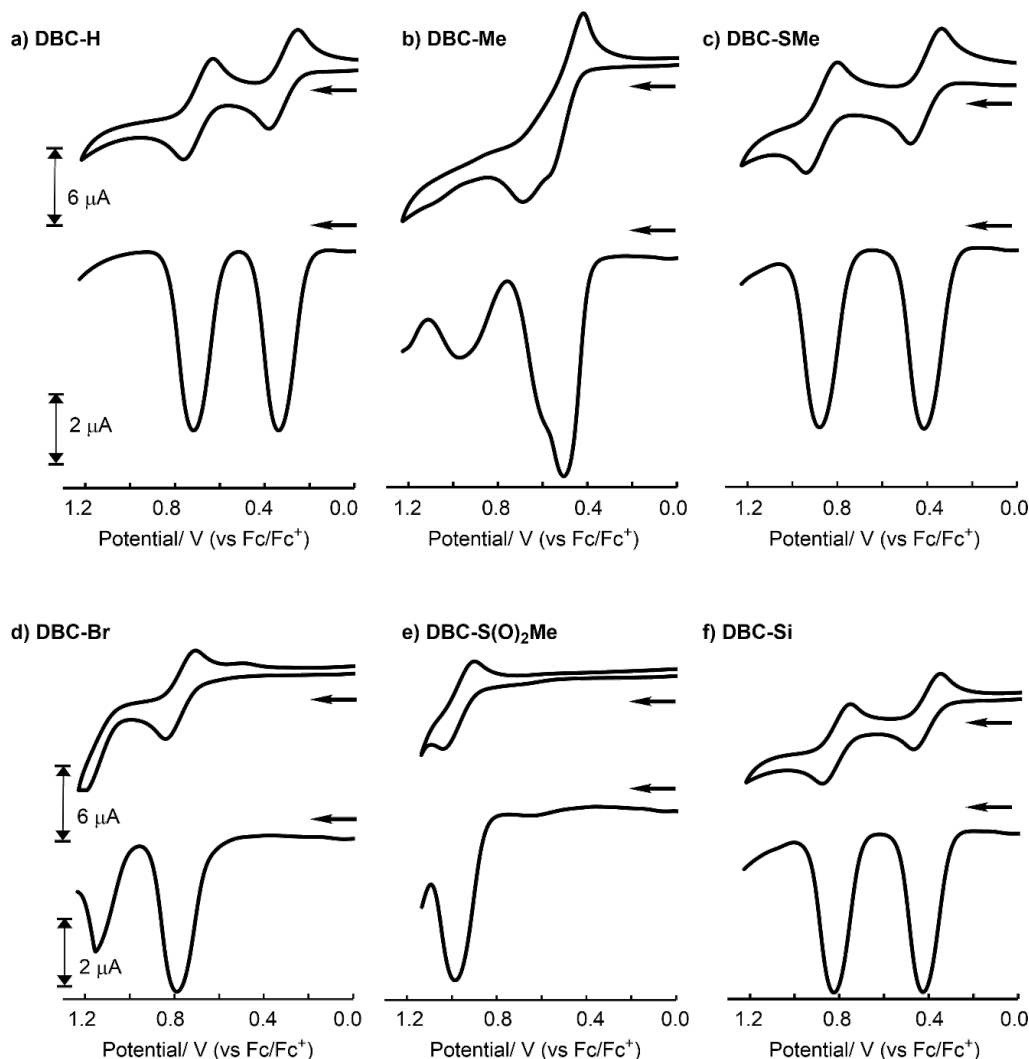 a) DBC-H
b) DBC-Me
c) DBC-SMe
6 μA
2 μA
1.2 0.8 0.4 0.0
1.2 0.8 0.4 0.0
1.2 0.8 0.4 0.0
Potential/ V (vs Fc/Fc⁺)
Potential/ V (vs Fc/Fc⁺)
Potential/ V (vs Fc/Fc⁺)
d) DBC-Br
e) DBC-S(O)₂Me
f) DBC-Si
6 μA
2 μA
1.2 0.8 0.4 0.0
1.2 0.8 0.4 0.0
1.2 0.8 0.4 0.0
Potential/ V (vs Fc/Fc⁺)
Potential/ V (vs Fc/Fc⁺)
Potential/ V (vs Fc/Fc⁺)